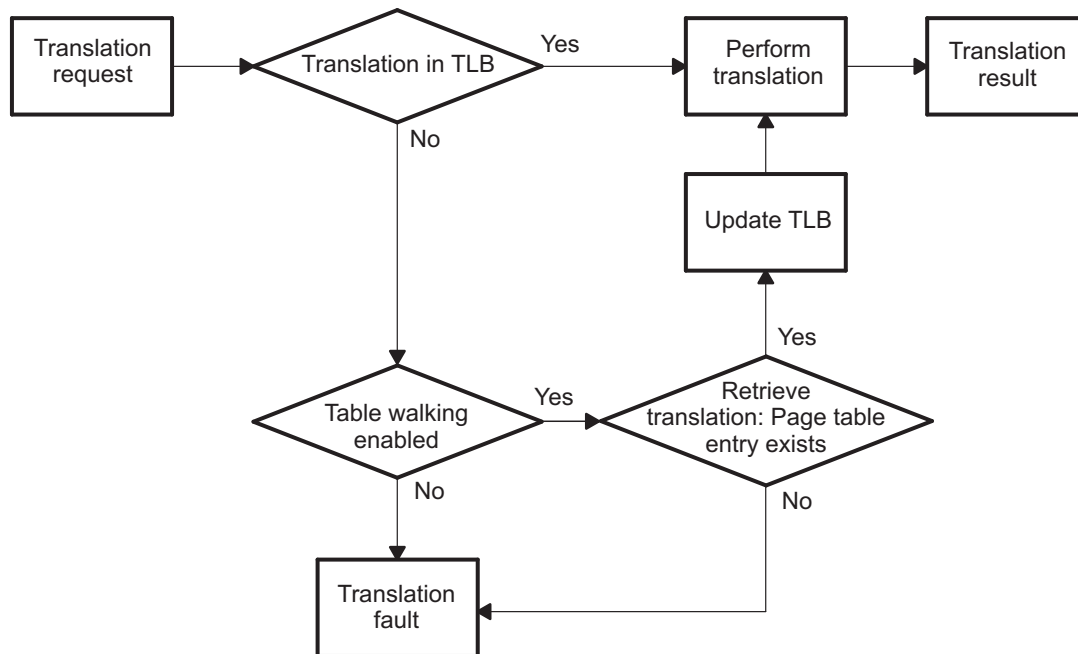 Translation
request
Translation in TLB
Yes
Perform
translation
Translation
result
No
Update TLB
Yes
Table walking
enabled
Yes
Retrieve
translation: Page table
entry exists
No
No
Translation
fault